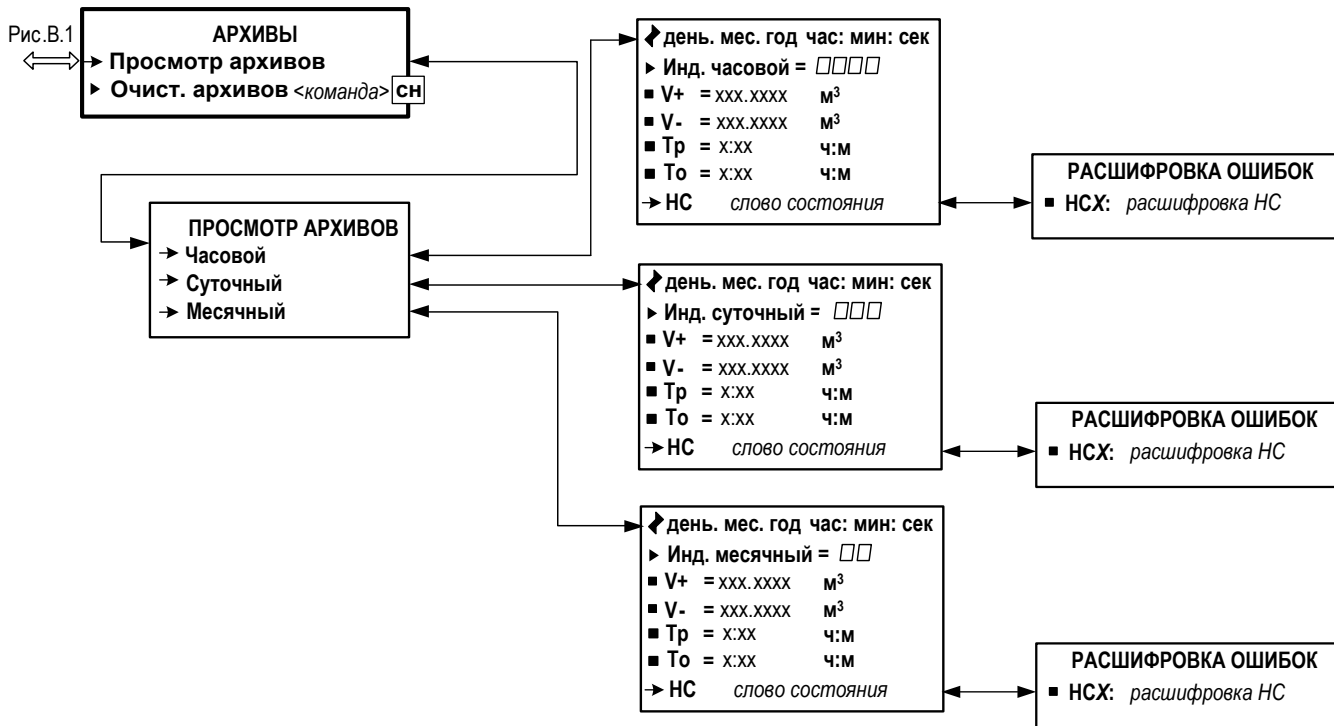 Рис.В.1
АРХИВЫ
Просмотр архивов
Очист. архивов <команда> СН
ПРОСМОТР АРХИВОВ
Часовой
Суточный
Месячный
день. мес. год час: мин: сек
Инд. часовой =
V+ = xxx.xxxx м³
V- = xxx.xxxx м³
Тр = x:xx ч:м
То = x:xx ч:м
НС слово состояния
РАСШИФРОВКА ОШИБОК
НСХ: расшифровка НС
день. мес. год час: мин: сек
Инд. суточный =
V+ = xxx.xxxx м³
V- = xxx.xxxx м³
Тр = x:xx ч:м
То = x:xx ч:м
НС слово состояния
РАСШИФРОВКА ОШИБОК
НСХ: расшифровка НС
день. мес. год час: мин: сек
Инд. месячный =
V+ = xxx.xxxx м³
V- = xxx.xxxx м³
Тр = x:xx ч:м
То = x:xx ч:м
НС слово состояния
РАСШИФРОВКА ОШИБОК
НСХ: расшифровка НС